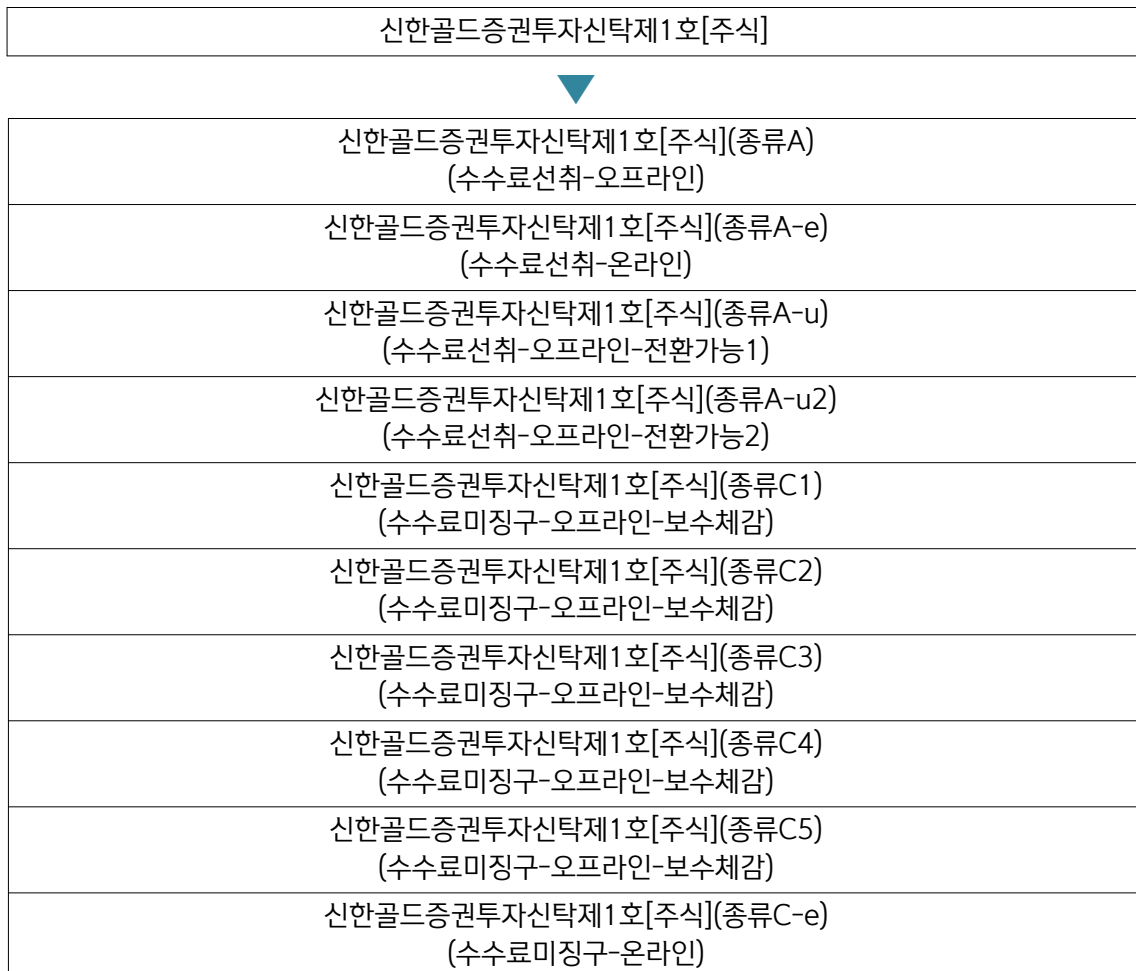 신한골드증권투자신탁제1호[주식]
신한골드증권투자신탁제1호[주식](종류A)
(수수료선취-오프라인)
신한골드증권투자신탁제1호[주식](종류A-e)
(수수료선취-온라인)
신한골드증권투자신탁제1호[주식](종류A-u)
(수수료선취-오프라인-전환가능1)
신한골드증권투자신탁제1호[주식](종류A-u2)
(수수료선취-오프라인-전환가능2)
신한골드증권투자신탁제1호[주식](종류C1)
(수수료미징구-오프라인-보수체감)
신한골드증권투자신탁제1호[주식](종류C2)
(수수료미징구-오프라인-보수체감)
신한골드증권투자신탁제1호[주식](종류C3)
(수수료미징구-오프라인-보수체감)
신한골드증권투자신탁제1호[주식](종류C4)
(수수료미징구-오프라인-보수체감)
신한골드증권투자신탁제1호[주식](종류C5)
(수수료미징구-오프라인-보수체감)
신한골드증권투자신탁제1호[주식](종류C-e)
(수수료미징구-온라인)